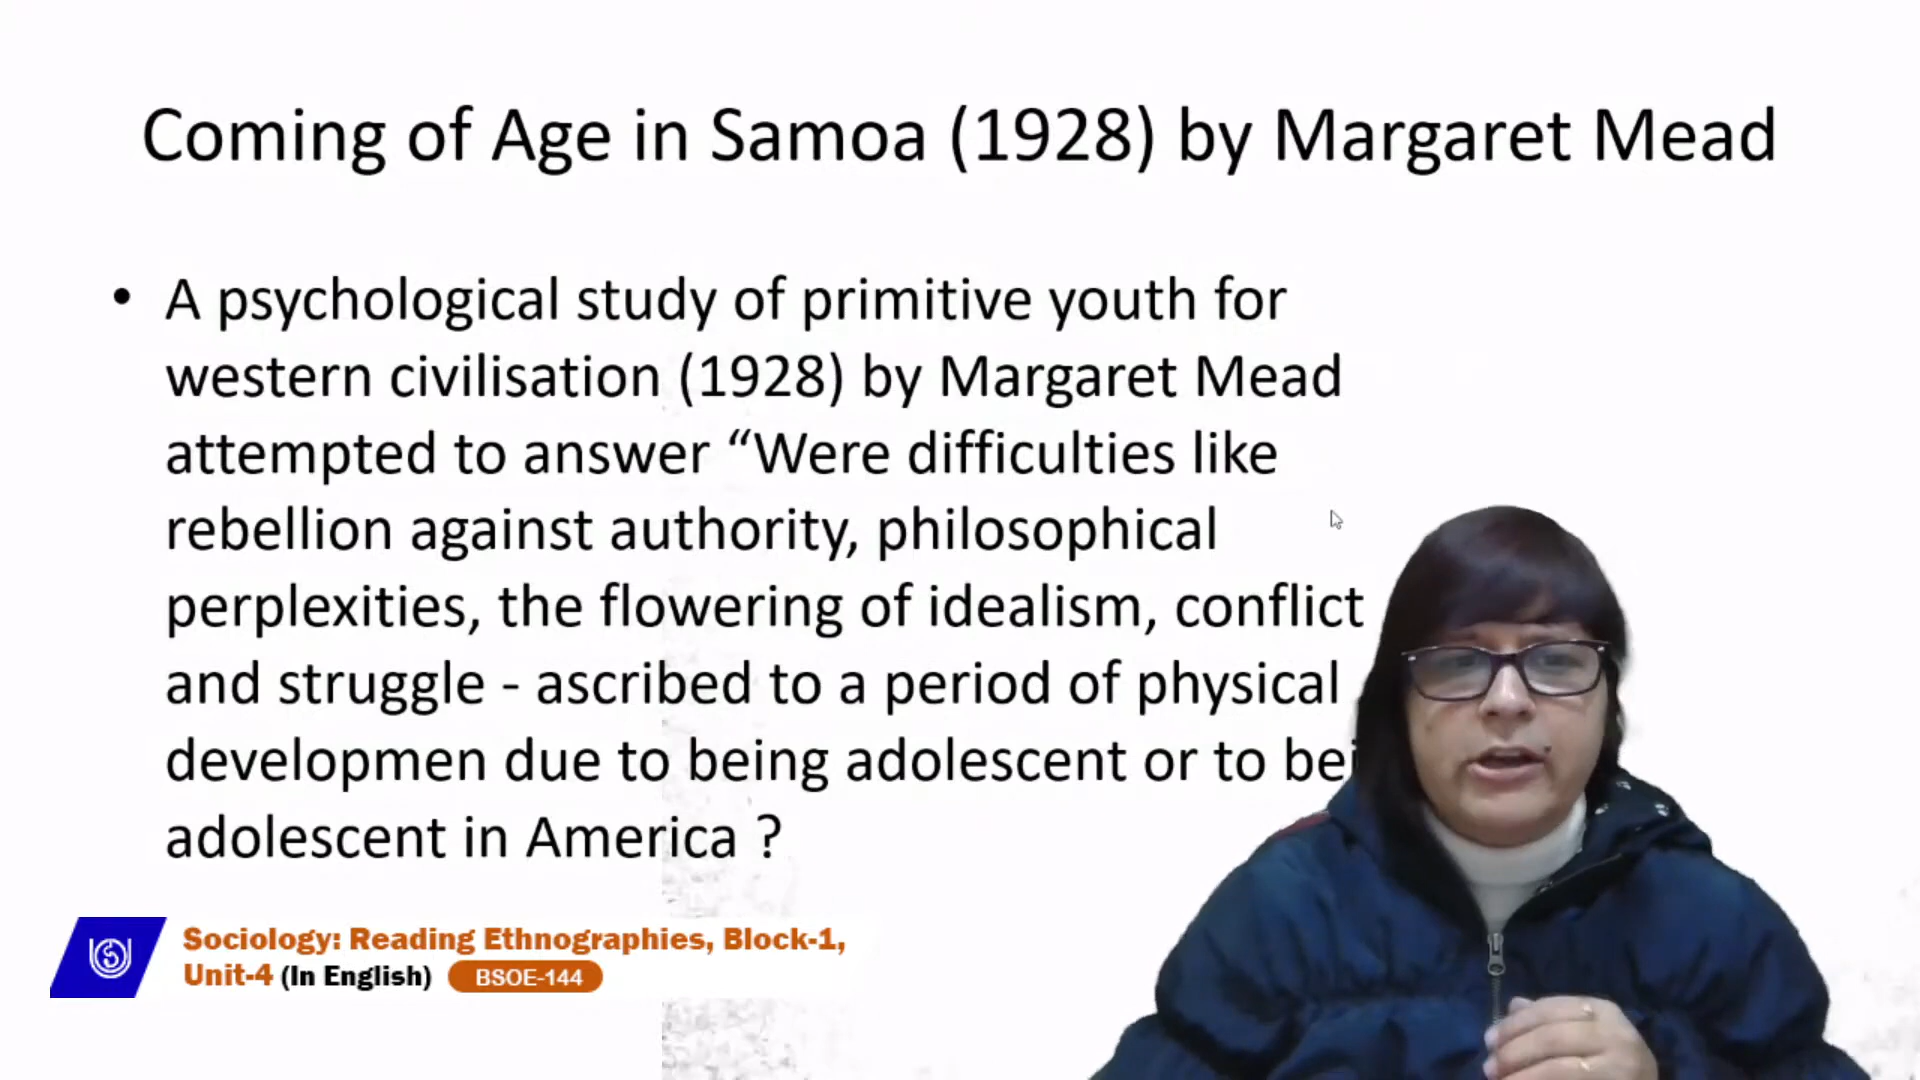 Coming of Age in Samoa (1928) by Margaret Mead
• A psychological study of primitive youth for
western civilisation (1928) by Margaret Mead
attempted to answer “Were difficulties like
rebellion against authority, philosophical
perplexities, the flowering of idealism, conflict
and struggle - ascribed to a period of physical
developmen due to being adolescent or to
adolescent in America ?
Sociology: Reading Ethnographies, Block-1,
Unit-4 (In English) BSOE-144